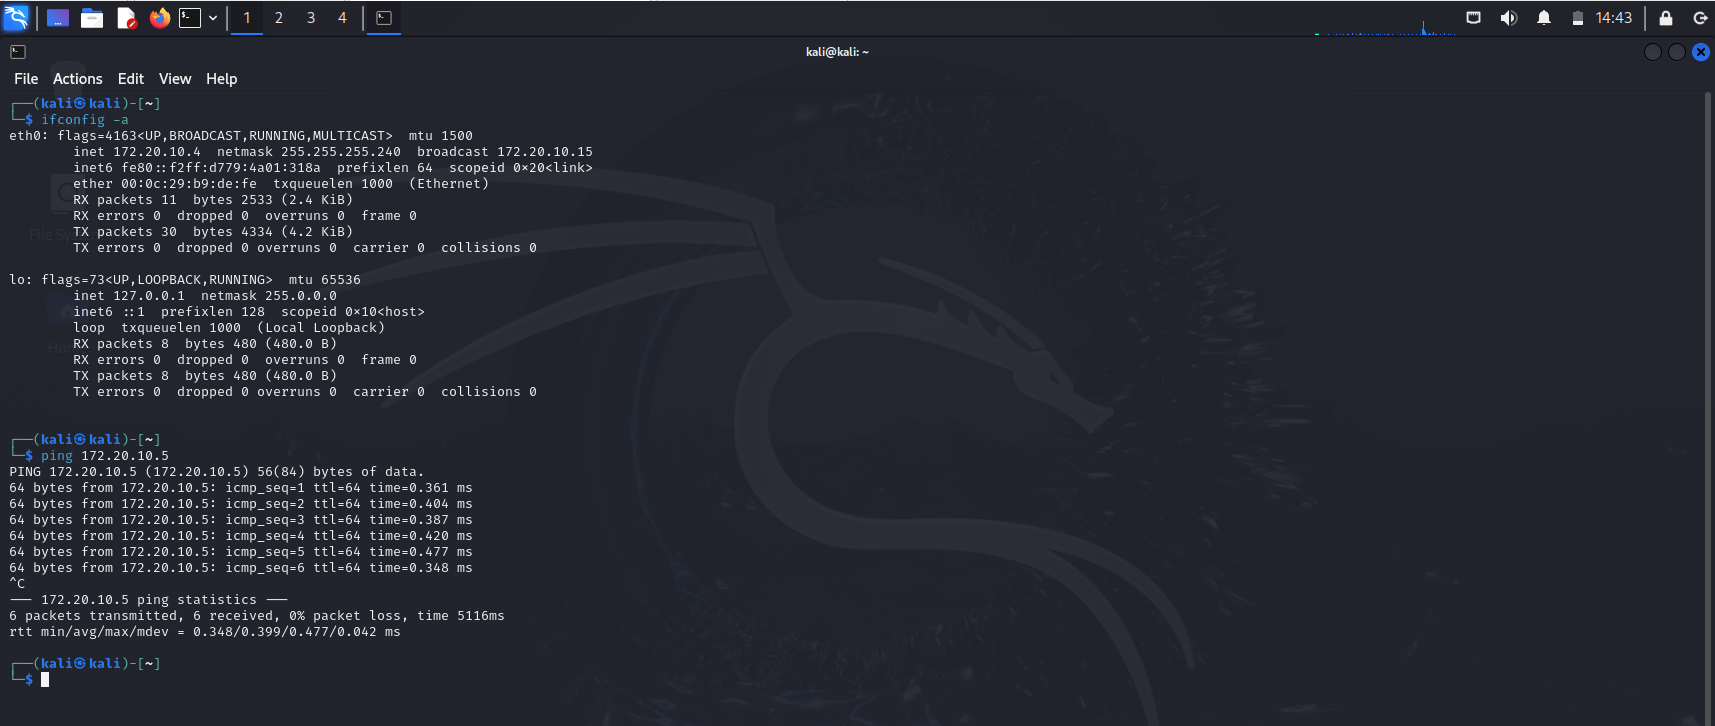 1 2 3 4 14:43
kali@kali: ~
File Actions Edit View Help
┌──(kali㉿kali)-[~]
└─$ ifconfig -a
eth0: flags=4163<UP,BROADCAST,RUNNING,MULTICAST>  mtu 1500
        inet 172.20.10.4  netmask 255.255.255.240  broadcast 172.20.10.15
        inet6 fe80::f2ff:d779:4a01:318a  prefixlen 64  scopeid 0×20<link>
        ether 00:0c:29:b9:de:fe  txqueuelen 1000  (Ethernet)
        RX packets 11  bytes 2533 (2.4 KiB)
        RX errors 0  dropped 0  overruns 0  frame 0
        TX packets 30  bytes 4334 (4.2 KiB)
        TX errors 0  dropped 0 overruns 0  carrier 0  collisions 0
lo: flags=73<UP,LOOPBACK,RUNNING>  mtu 65536
        inet 127.0.0.1  netmask 255.0.0.0
        inet6 ::1  prefixlen 128  scopeid 0×10<host>
        loop  txqueuelen 1000  (Local Loopback)
        RX packets 8  bytes 480 (480.0 B)
        RX errors 0  dropped 0  overruns 0  frame 0
        TX packets 8  bytes 480 (480.0 B)
        TX errors 0  dropped 0 overruns 0  carrier 0  collisions 0
┌──(kali㉿kali)-[~]
└─$ ping 172.20.10.5
PING 172.20.10.5 (172.20.10.5) 56(84) bytes of data.
64 bytes from 172.20.10.5: icmp_seq=1 ttl=64 time=0.361 ms
64 bytes from 172.20.10.5: icmp_seq=2 ttl=64 time=0.404 ms
64 bytes from 172.20.10.5: icmp_seq=3 ttl=64 time=0.387 ms
64 bytes from 172.20.10.5: icmp_seq=4 ttl=64 time=0.420 ms
64 bytes from 172.20.10.5: icmp_seq=5 ttl=64 time=0.477 ms
64 bytes from 172.20.10.5: icmp_seq=6 ttl=64 time=0.348 ms
^C
─── 172.20.10.5 ping statistics ───
6 packets transmitted, 6 received, 0% packet loss, time 5116ms
rtt min/avg/max/mdev = 0.348/0.399/0.477/0.042 ms
┌──(kali㉿kali)-[~]
└─$